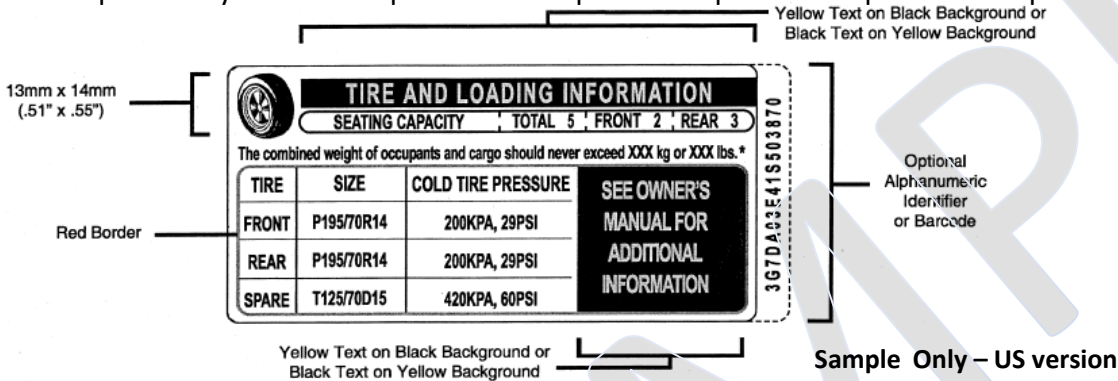 Yellow Text on Black Background or
Black Text on Yellow Background
13mm x 14mm
(.51" x .55")
TIRE AND LOADING INFORMATION
SEATING CAPACITY TOTAL 5 FRONT 2 REAR 3
The combined weight of occupants and cargo should never exceed XXX kg or XXX lbs.*
TIRE SIZE COLD TIRE PRESSURE
FRONT P195/70R14 200KPA, 29PSI
REAR P195/70R14 200KPA, 29PSI
SPARE T125/70D15 420KPA, 60PSI
SEE OWNER'S
MANUAL FOR
ADDITIONAL
INFORMATION
3G7DA03E41S503870
Optional
Alphanumeric
Identifier
or Barcode
Red Border
Yellow Text on Black Background or
Black Text on Yellow Background
Sample Only – US version